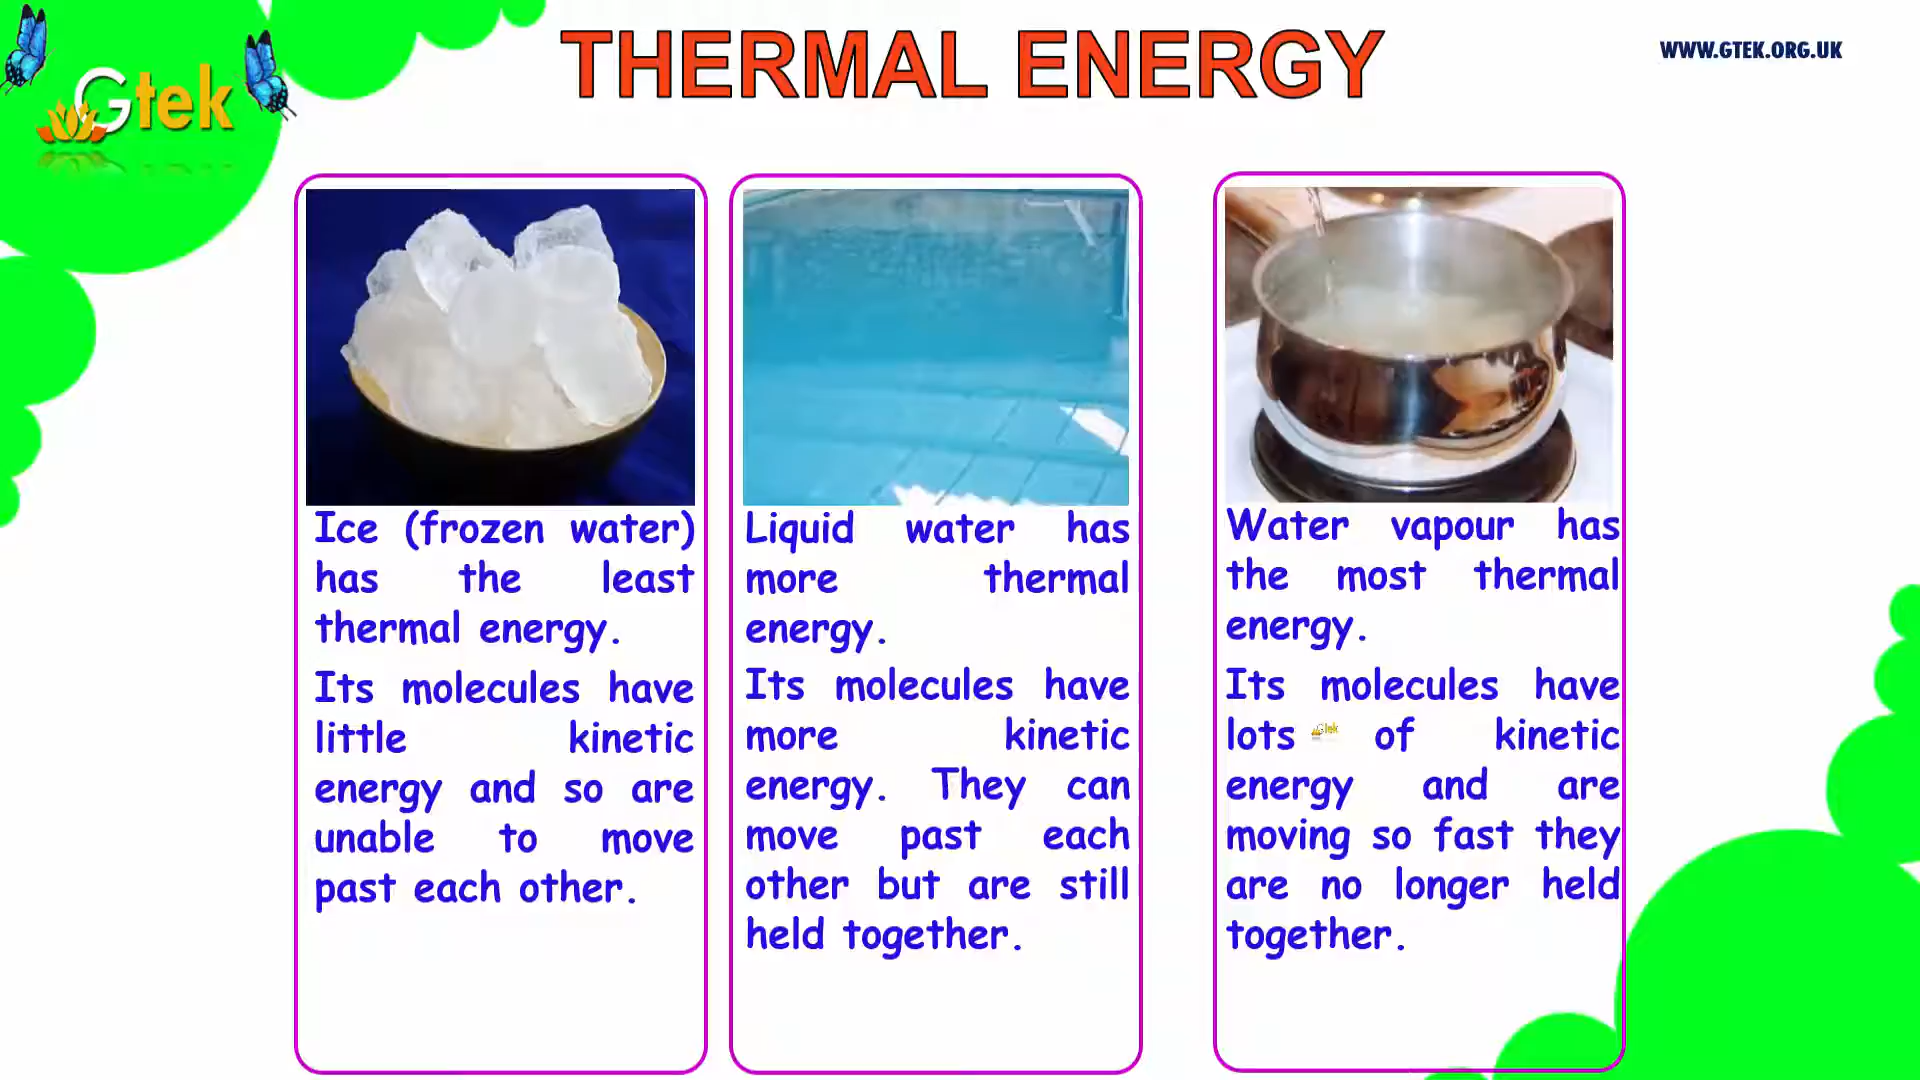 Gtek
THERMAL ENERGY
WWW.GTEK.ORG.UK
Ice (frozen water)
has the least
thermal energy.
Its molecules have
little kinetic
energy and so are
unable to move
past each other.
Liquid water has
more thermal
energy.
Its molecules have
more kinetic
energy. They can
move past each
other but are still
held together.
Water vapour has
the most thermal
energy.
Its molecules have
lots Gtek of kinetic
energy and are
moving so fast they
are no longer held
together.